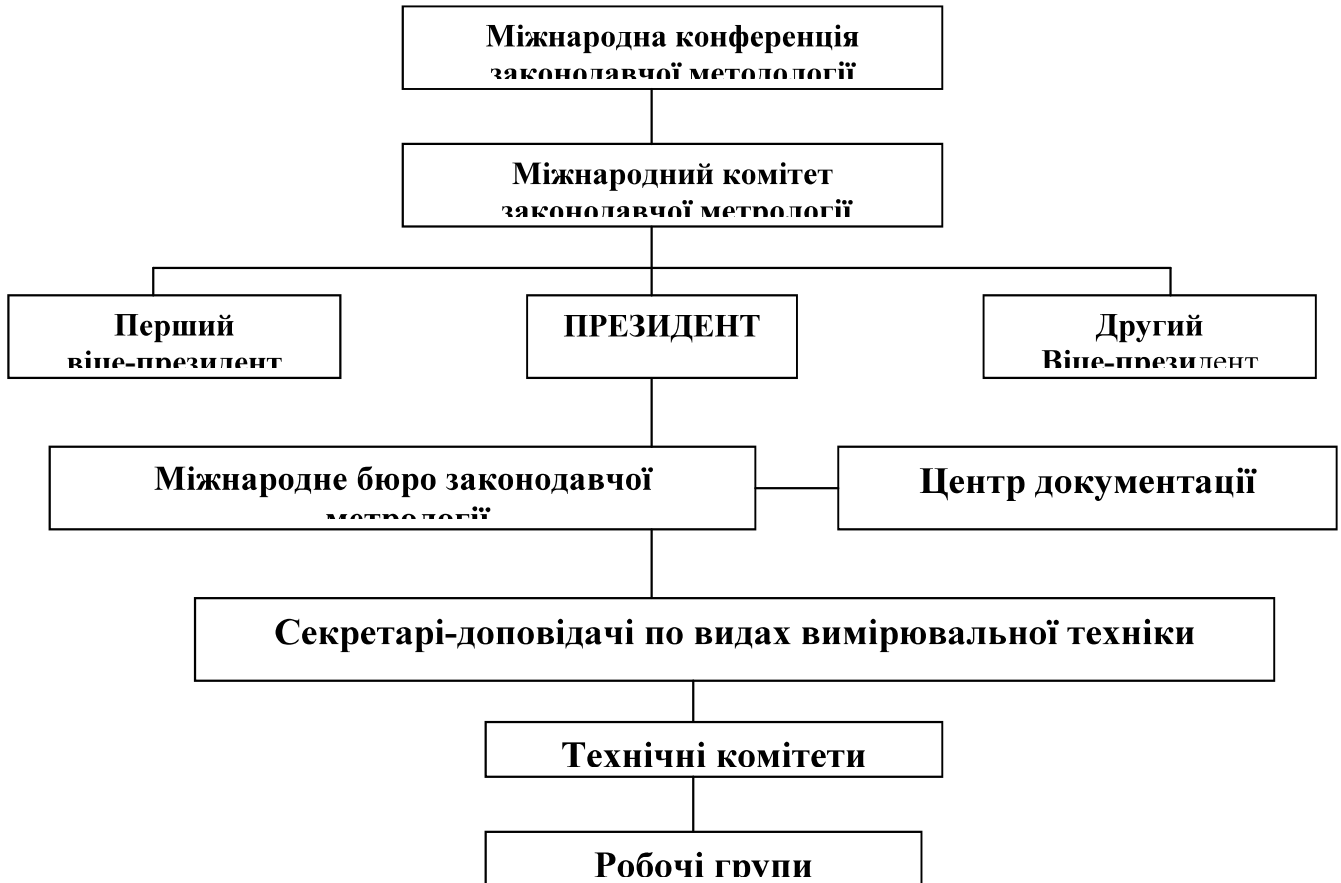 Міжнародна конференція
законодавчої методології
Міжнародний комітет
законодавчої метрології
Перший
віце-президент
ПРЕЗИДЕНТ
Другий
Віце-президент
Міжнародне бюро законодавчої
метрології
Центр документації
Секретарі-доповідачі по видах вимірювальної техніки
Технічні комітети
Робочі групи